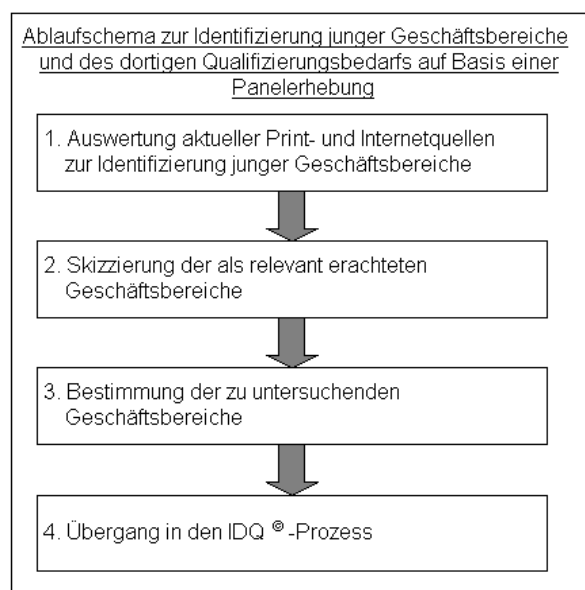 Ablaufschema zur Identifizierung junger Geschäftsbereiche
und des dortigen Qualifizierungsbedarfs auf Basis einer
Panelerhebung
1. Auswertung aktueller Print- und Internetquellen
zur Identifizierung junger Geschäftsbereiche
2. Skizzierung der als relevant erachteten
Geschäftsbereiche
3. Bestimmung der zu untersuchenden
Geschäftsbereiche
4. Übergang in den IDQ ©-Prozess